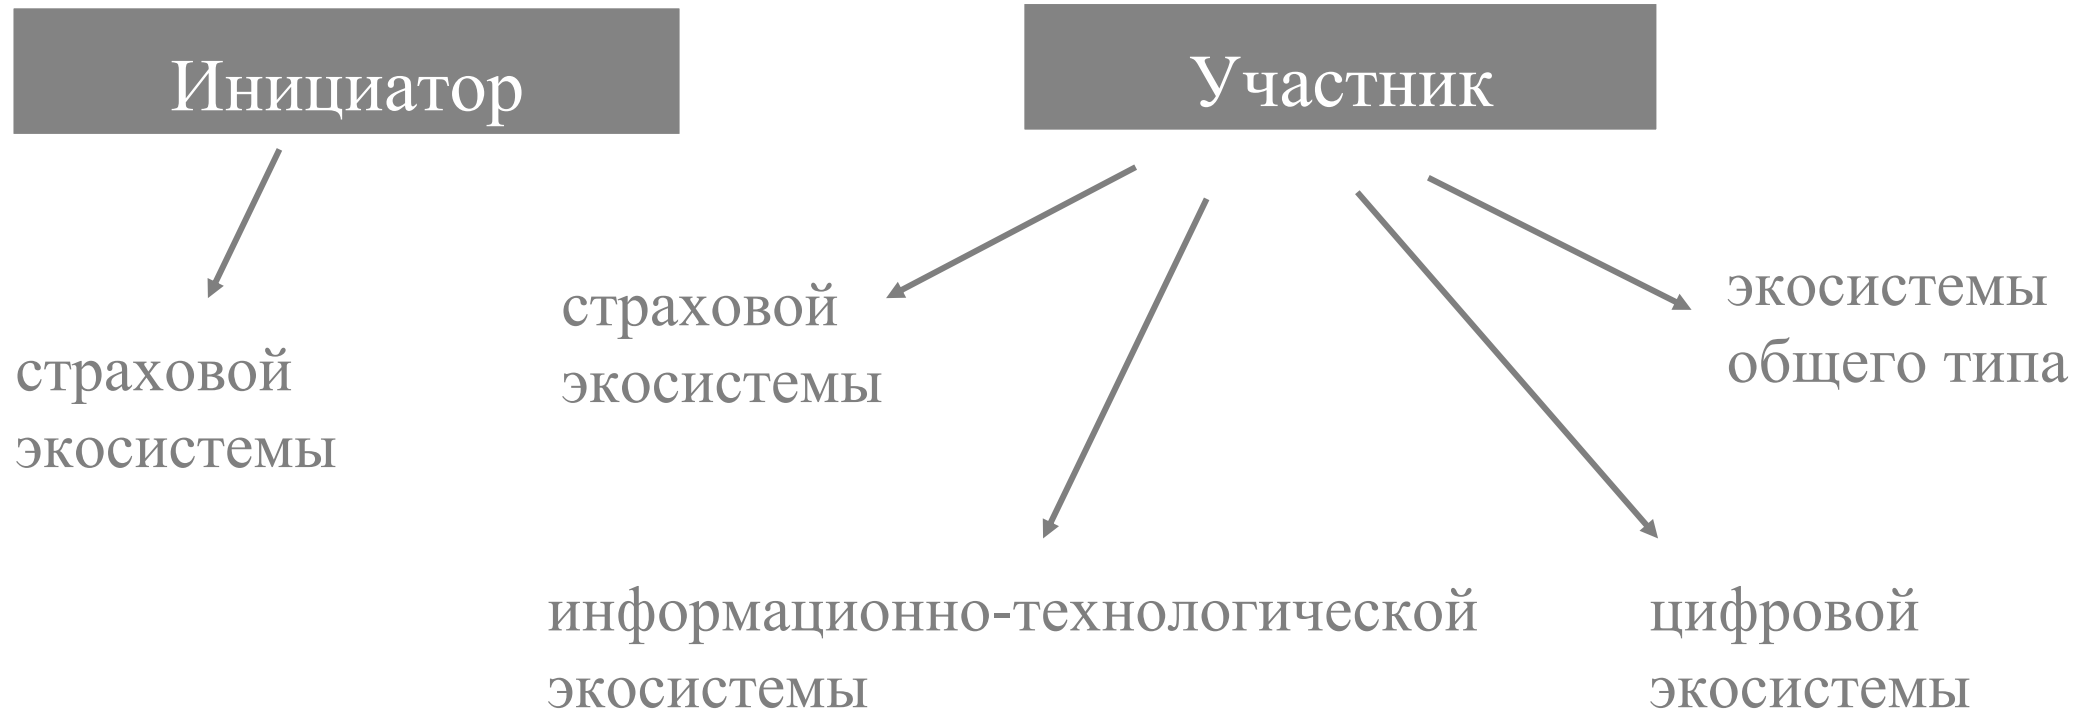 Инициатор
Участник
страховой
экосистемы
страховой
экосистемы
экосистемы
общего типа
информационно-технологической
экосистемы
цифровой
экосистемы